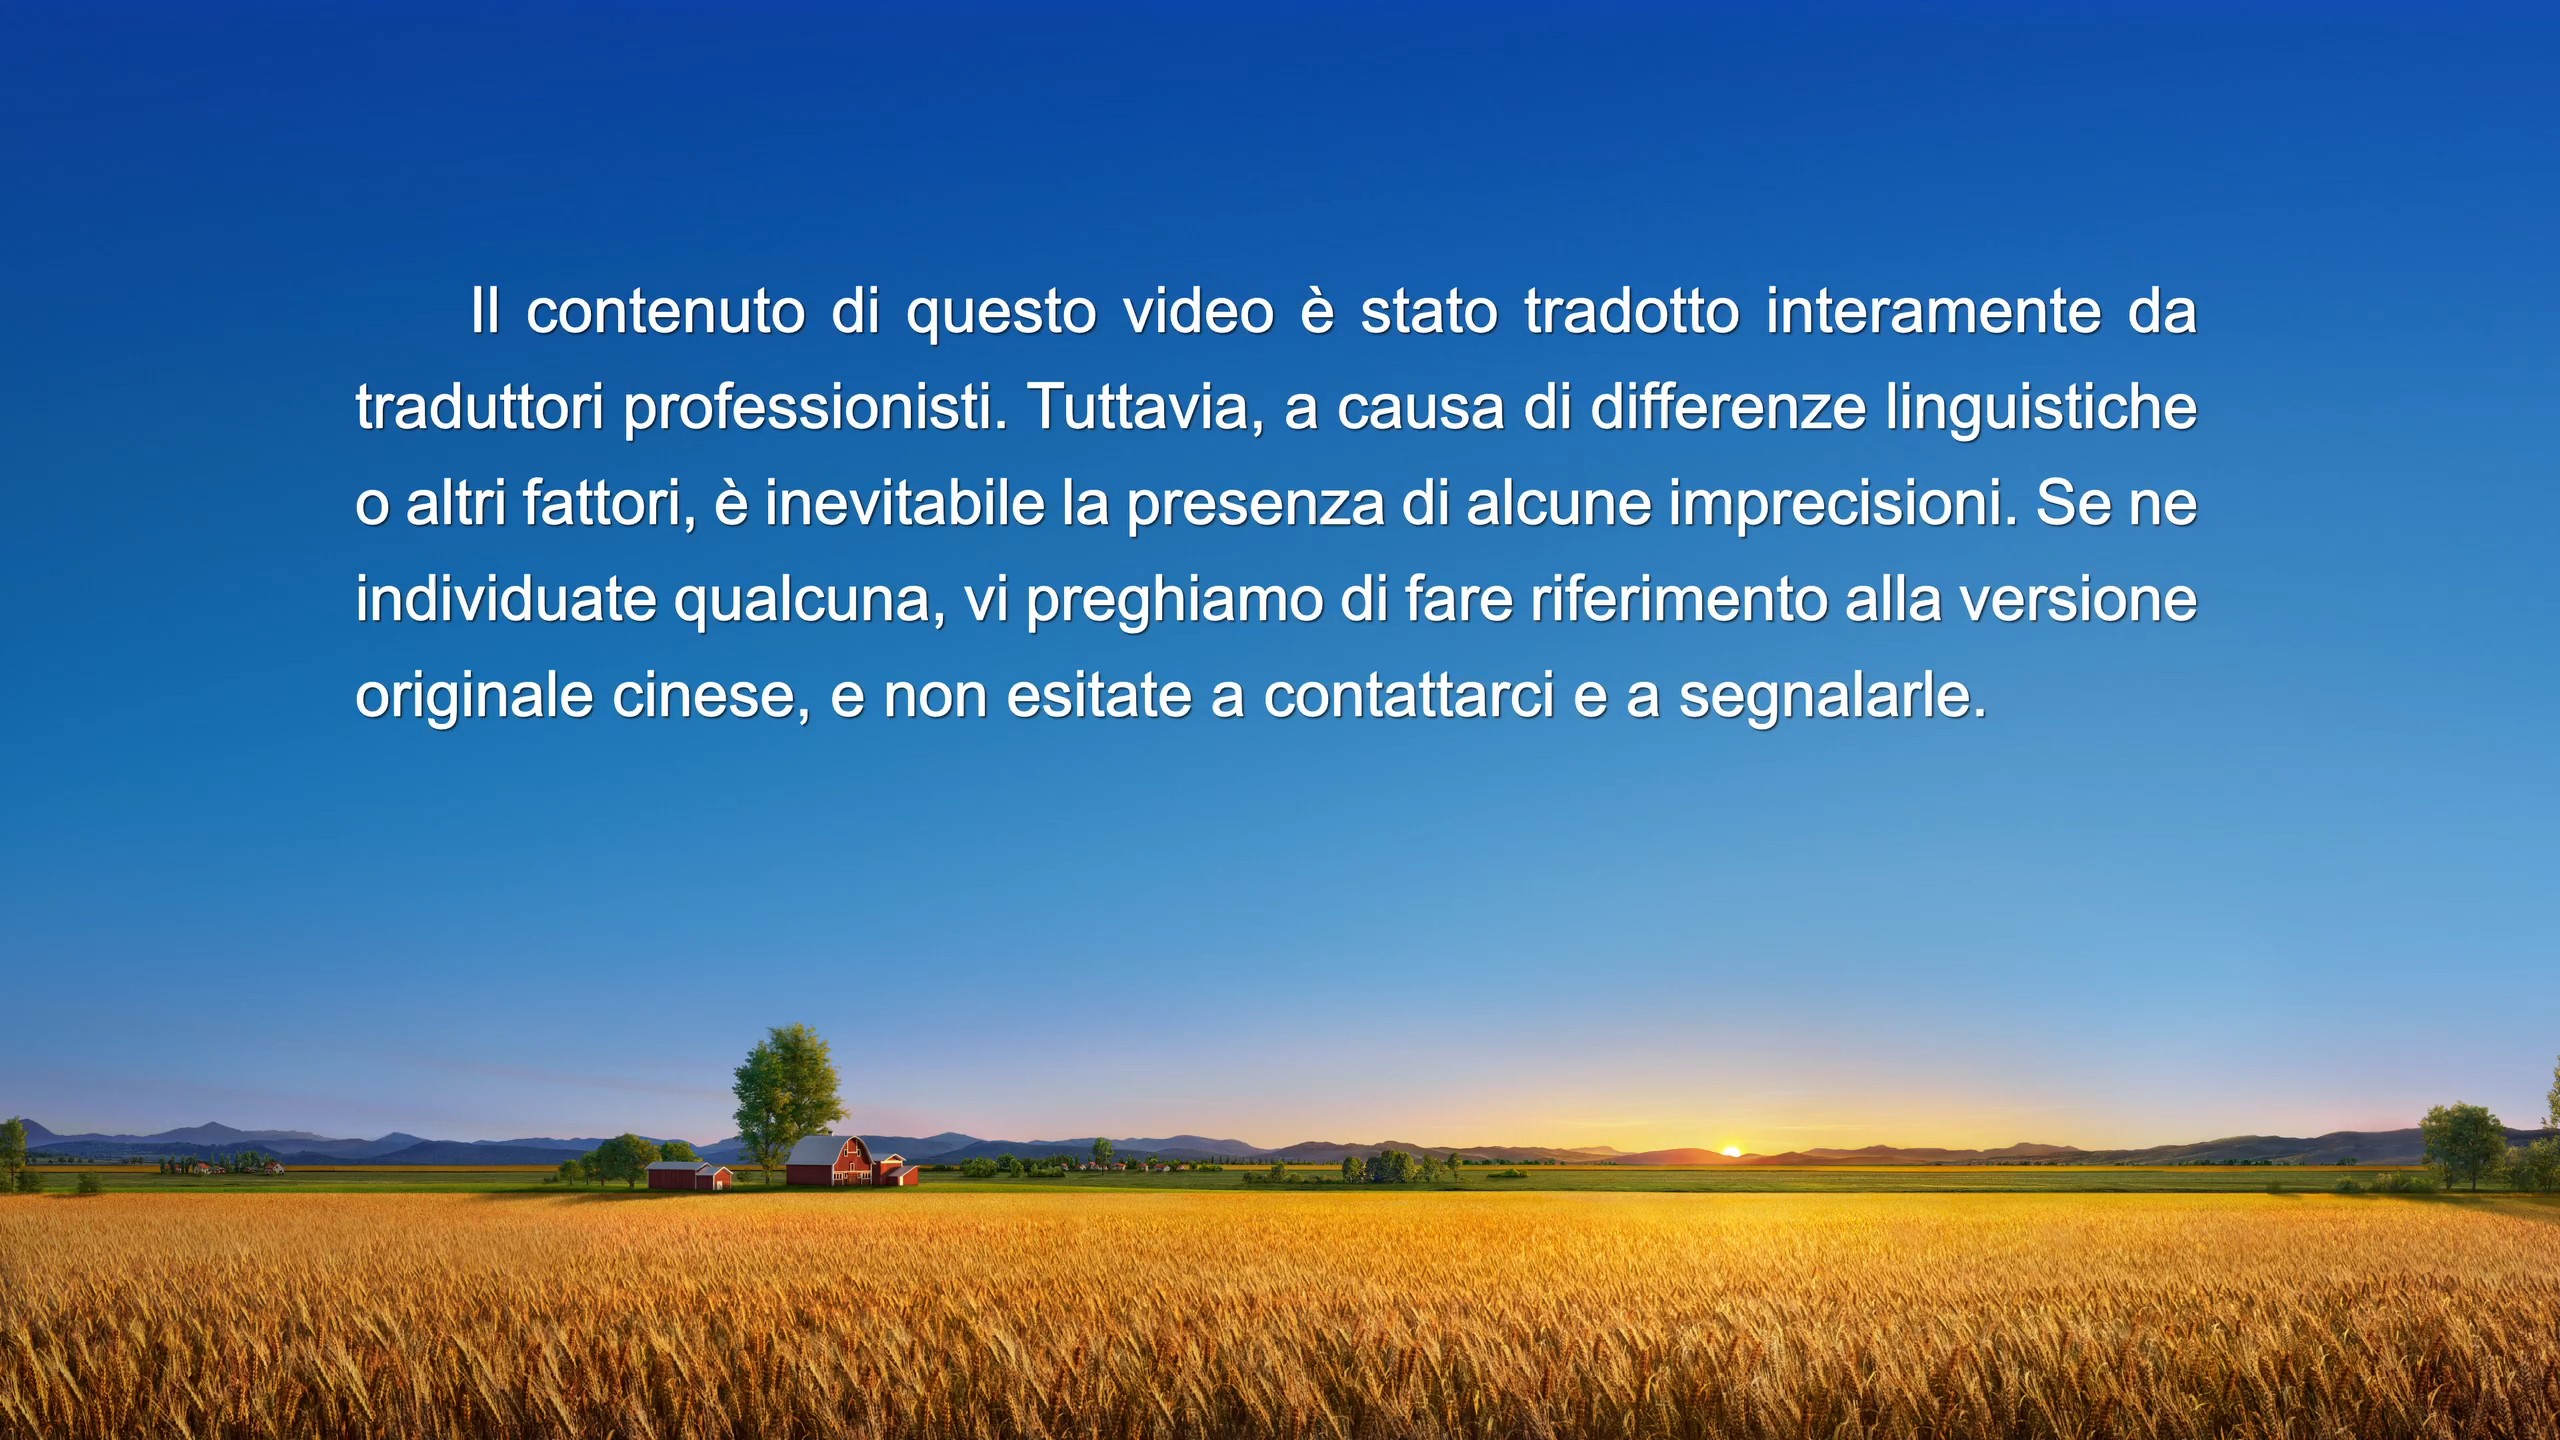 Il contenuto di questo video è stato tradotto interamente da
traduttori professionisti. Tuttavia, a causa di differenze linguistiche
o altri fattori, è inevitabile la presenza di alcune imprecisioni. Se ne
individuate qualcuna, vi preghiamo di fare riferimento alla versione
originale cinese, e non esitate a contattarci e a segnalarle.